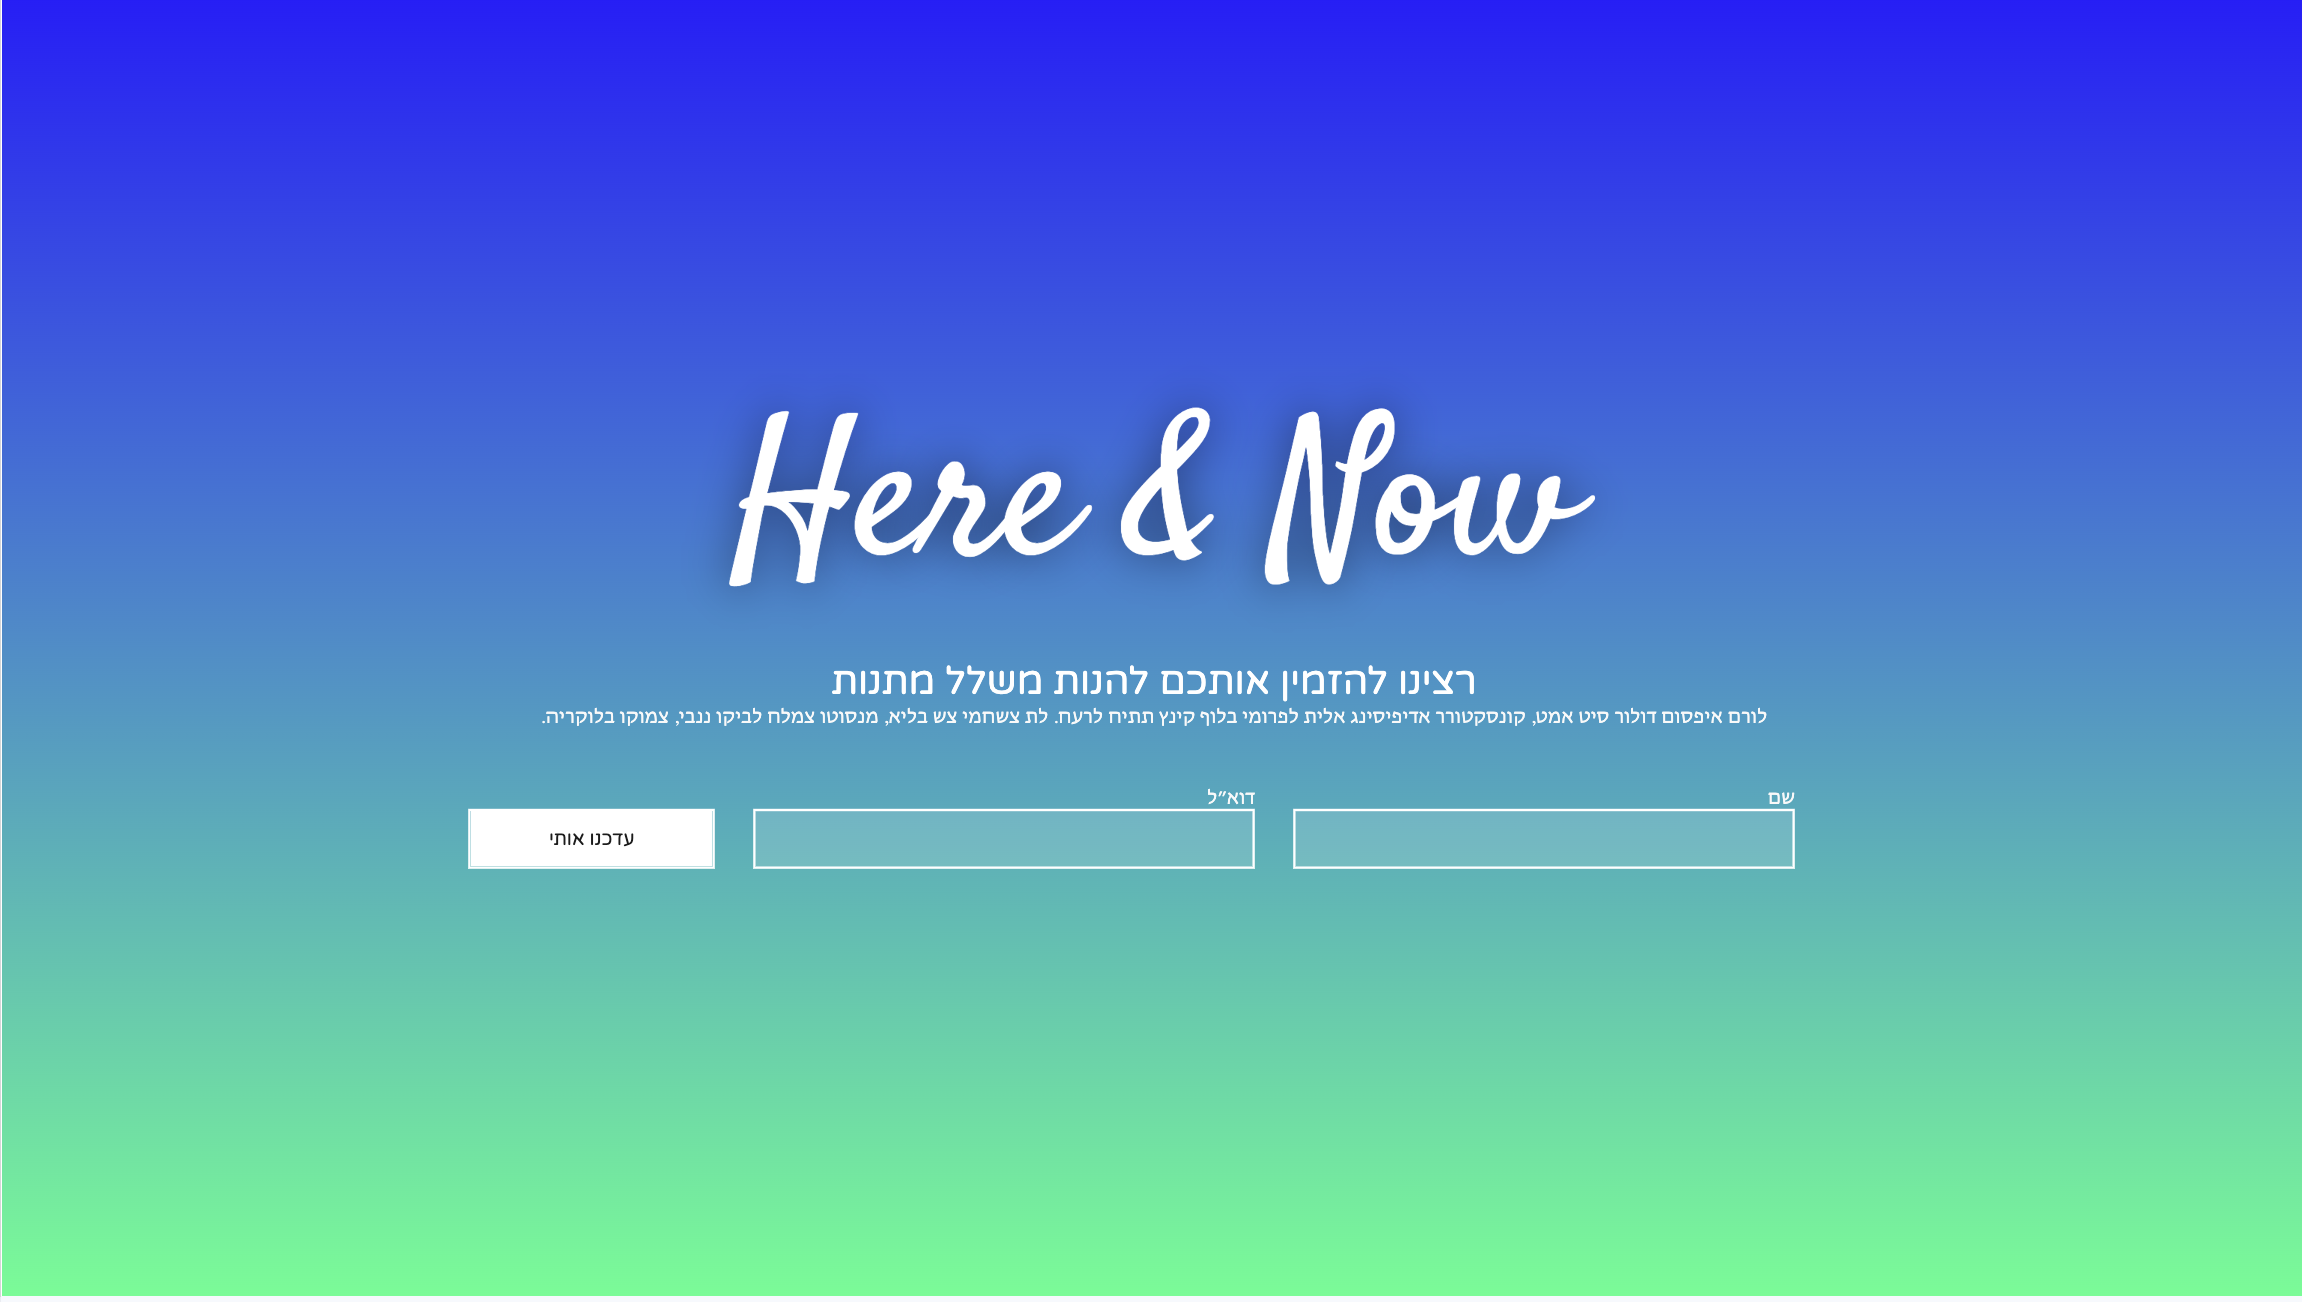 Here & Now
רצינו להזמין אותכם להנות משלל מתנות
לורם איפסום דולור סיט אמט, קונסקטורר אדיפיסינג אלית לפרומי בלוף קינץ תתיח לרעח. לת צשחמי צש בליא, מנסוטו צמלח לביקו ננבי, צמוקו בלוקריה.
שם
דוא"ל
עדכנו אותי